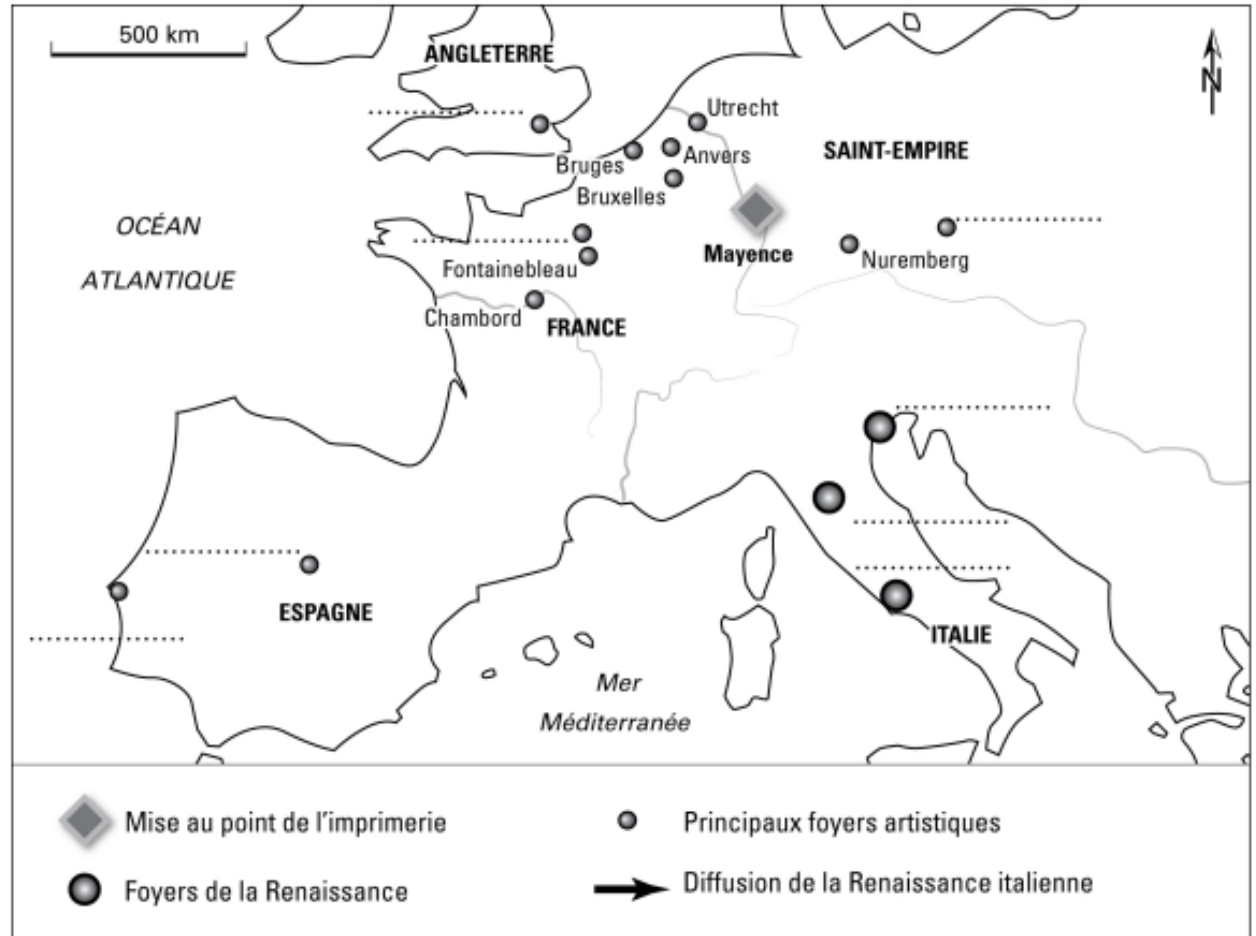 500 km
ANGLETERRE
N
Utrecht
SAINT-EMPIRE
Bruges
Anvers
Bruxelles
OCÉAN
ATLANTIQUE
Mayence
Nuremberg
Fontainebleau
Chambord
FRANCE
ESPAGNE
ITALIE
Mer
Méditerranée
Mise au point de l'imprimerie
Principaux foyers artistiques
Foyers de la Renaissance
Diffusion de la Renaissance italienne